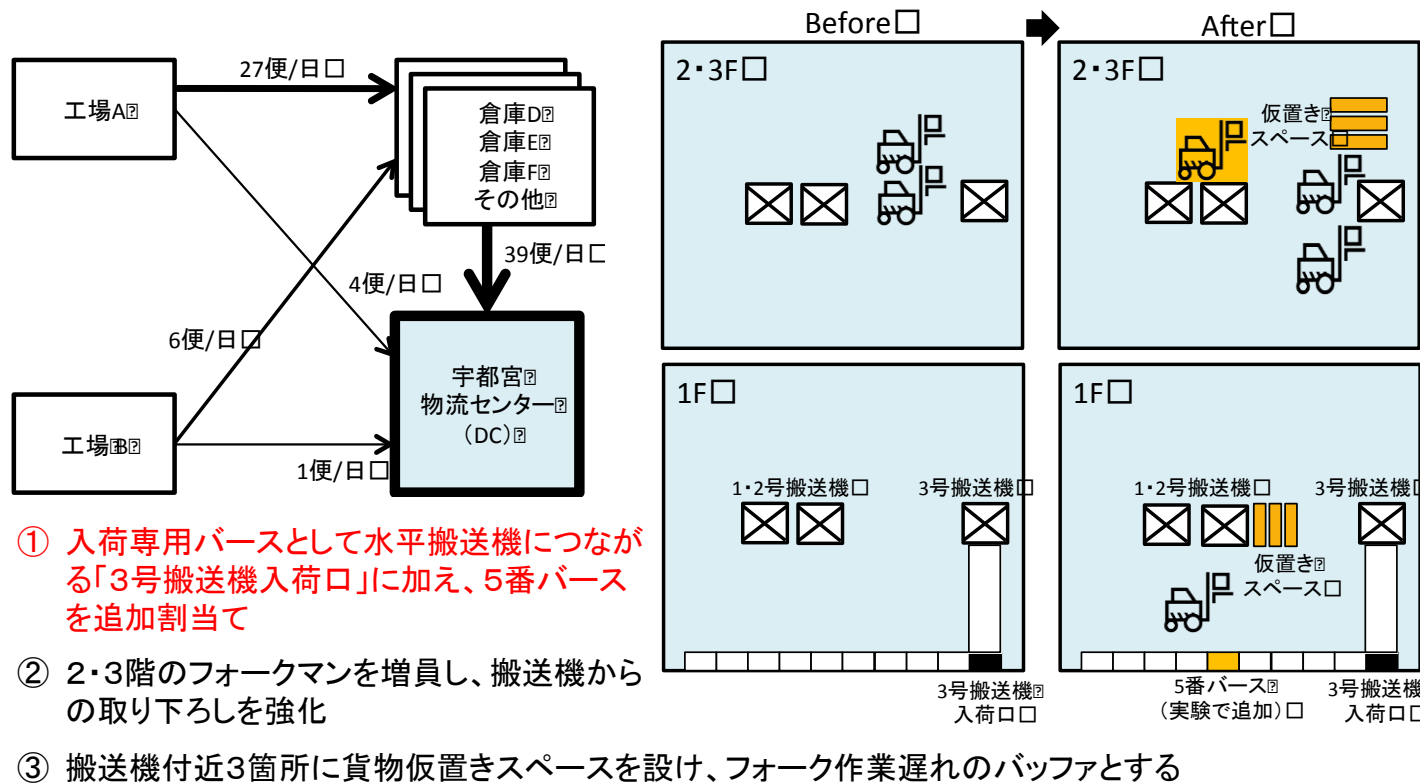 Before
After
27便/日
工場A
倉庫D
倉庫E
倉庫F
その他
39便/日
4便/日
6便/日
宇都宮
物流センター
（DC）
工場B
1便/日
2・3F
2・3F
仮置き
スペース
1F
1・2号搬送機
3号搬送機
3号搬送機
入荷口
1F
1・2号搬送機
3号搬送機
仮置き
スペース
5番バース
（実験で追加）
3号搬送機
入荷口
① 入荷専用バースとして水平搬送機につなが
る「３号搬送機入荷口」に加え、５番バース
を追加割当て
② ２・３階のフォークマンを増員し、搬送機から
の取り下ろしを強化
③ 搬送機付近３箇所に貨物仮置きスペースを設け、フォーク作業遅れのバッファとする